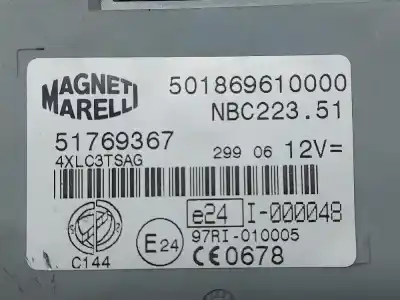 MAGNETI MARELLI
501869610000
NBC223.51
51769367
4XLC3TSAG
299 06 12V=
e24 I-000048
E24
97RI-010005
C144
CE0678